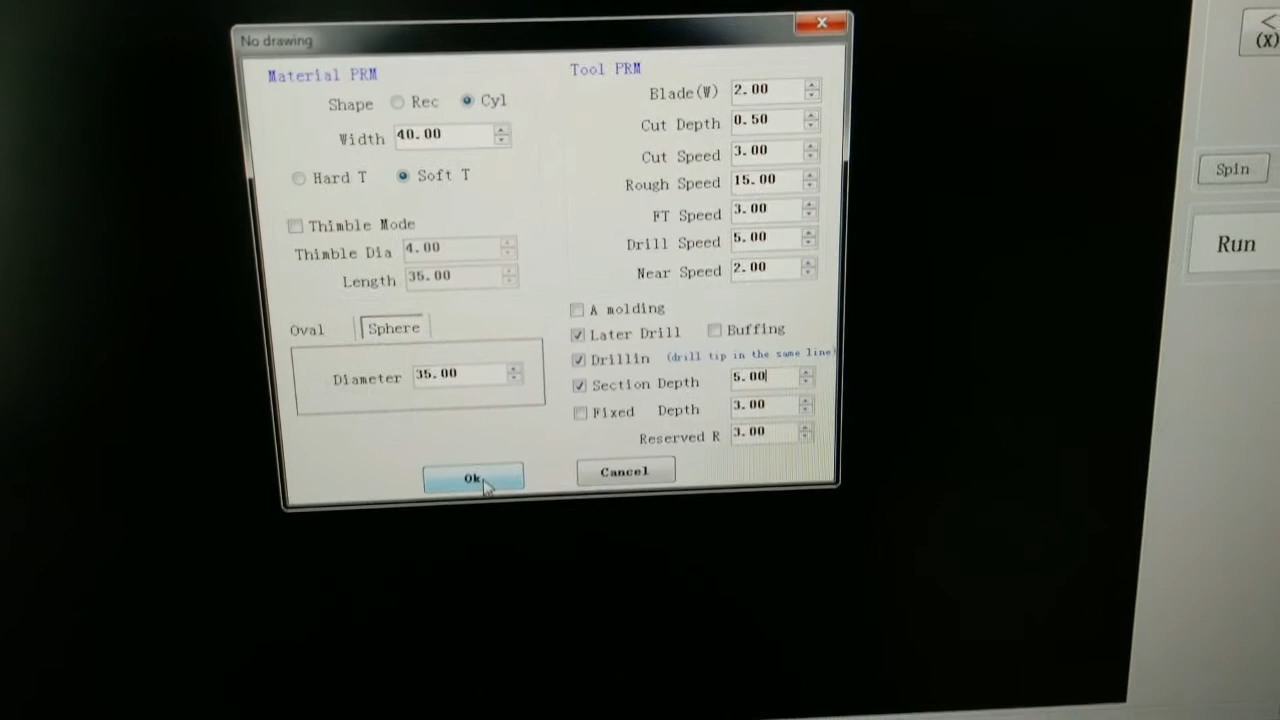 No drawing
Material PRM
Shape Rec Cyl
Width 40.00
Hard T Soft T
Thimble Mode
Thimble Dia 4.00
Length 35.00
Oval Sphere
Diameter 35.00
Ok
Tool PRM
Blade(W) 2.00
Cut Depth 0.50
Cut Speed 3.00
Rough Speed 15.00
FT Speed 3.00
Drill Speed 5.00
Near Speed 2.00
A molding
Later Drill Buffing
Drillin (drill tip in the same line)
Section Depth 5.00
Fixed Depth 3.00
Reserved R 3.00
Cancel
<
(X)
Spin
Run